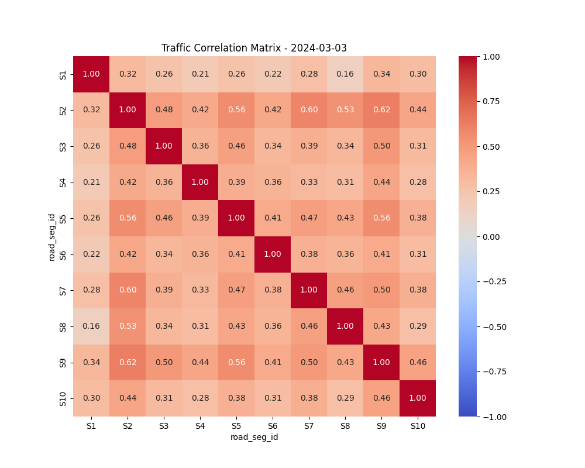 Traffic Correlation Matrix - 2024-03-03
S1 1.00 0.32 0.26 0.21 0.26 0.22 0.28 0.16 0.34 0.30
S2 0.32 1.00 0.48 0.42 0.56 0.42 0.60 0.53 0.62 0.44
S3 0.26 0.48 1.00 0.36 0.46 0.34 0.39 0.34 0.50 0.31
S4 0.21 0.42 0.36 1.00 0.39 0.36 0.33 0.31 0.44 0.28
S5 0.26 0.56 0.46 0.39 1.00 0.41 0.47 0.43 0.56 0.38
S6 0.22 0.42 0.34 0.36 0.41 1.00 0.38 0.36 0.41 0.31
S7 0.28 0.60 0.39 0.33 0.47 0.38 1.00 0.46 0.50 0.38
S8 0.16 0.53 0.34 0.31 0.43 0.36 0.46 1.00 0.43 0.29
S9 0.34 0.62 0.50 0.44 0.56 0.41 0.50 0.43 1.00 0.46
S10 0.30 0.44 0.31 0.28 0.38 0.31 0.38 0.29 0.46 1.00
S1 S2 S3 S4 S5 S6 S7 S8 S9 S10
road_seg_id
road_seg_id
1.00
0.75
0.50
0.25
0.00
−0.25
−0.50
−0.75
−1.00